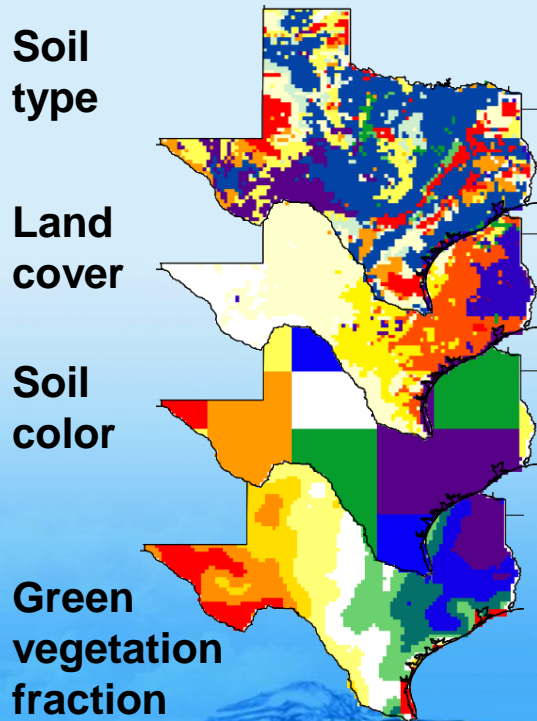 Soil
type
Land
cover
Soil
color
Green
vegetation
fraction